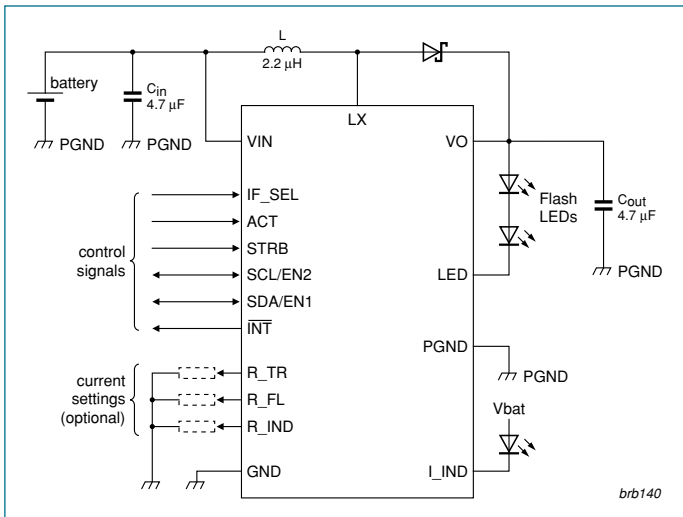 L
2.2 μH
battery
Cin
4.7 μF
PGND
PGND
LX
VIN
VO
IF_SEL
ACT
STRB
SCL/EN2
SDA/EN1
INT
control
signals
Flash
LEDs
Cout
4.7 μF
PGND
LED
PGND
PGND
R_TR
R_FL
R_IND
current
settings
(optional)
GND
Vbat
I_IND
brb140